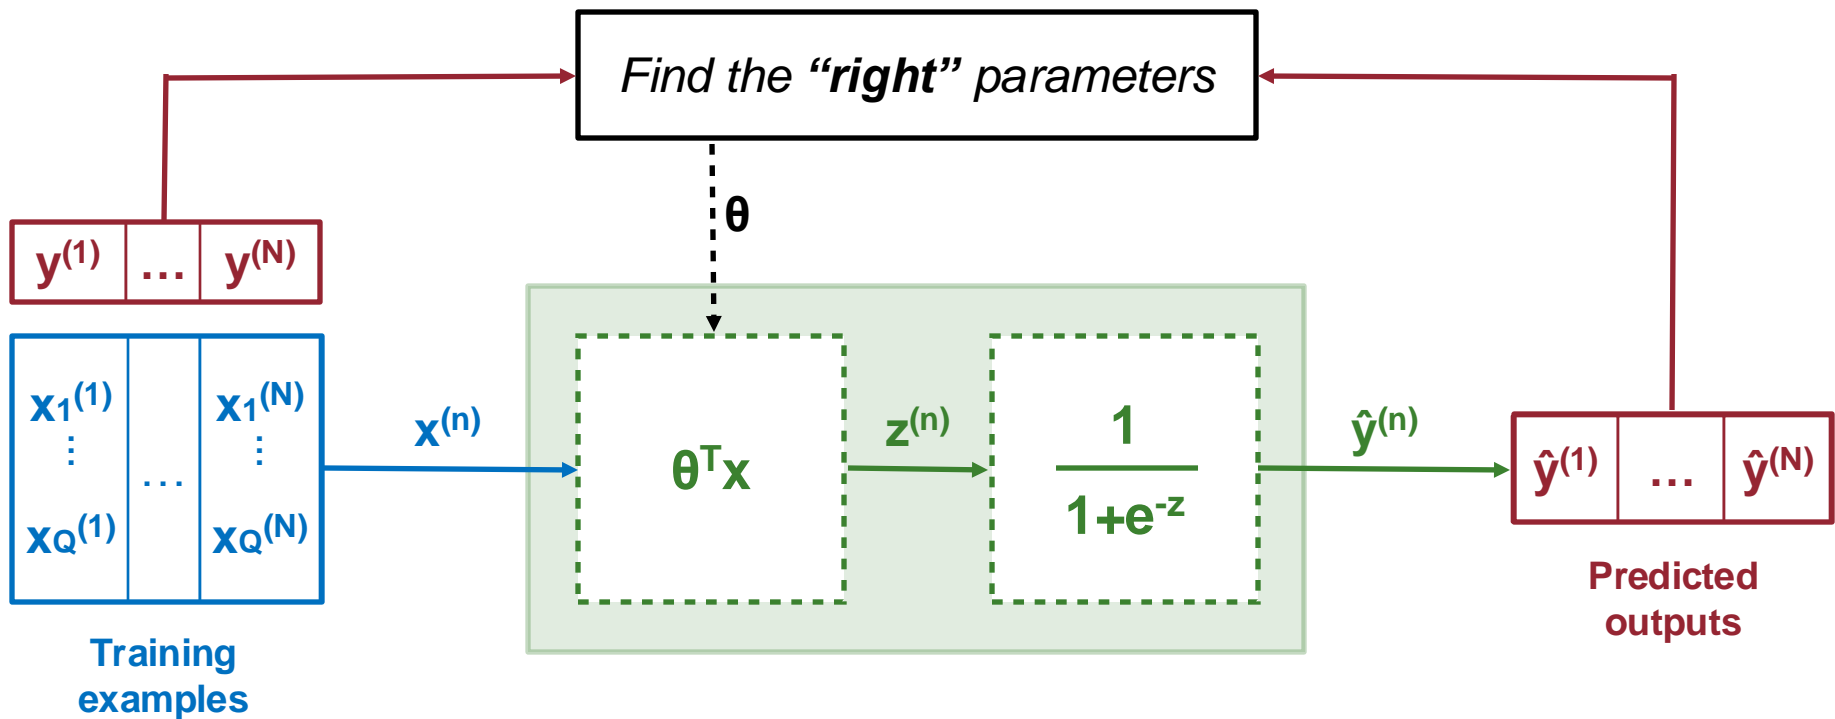 Find the “right” parameters
θ
y(1) ... y(N)
x1(1) ... x1(N)
⋮ ⋮
xQ(1) xQ(N)
Training
examples
x(n)
θTx
z(n)
1
1+e-z
ŷ(n)
ŷ(1) ... ŷ(N)
Predicted
outputs